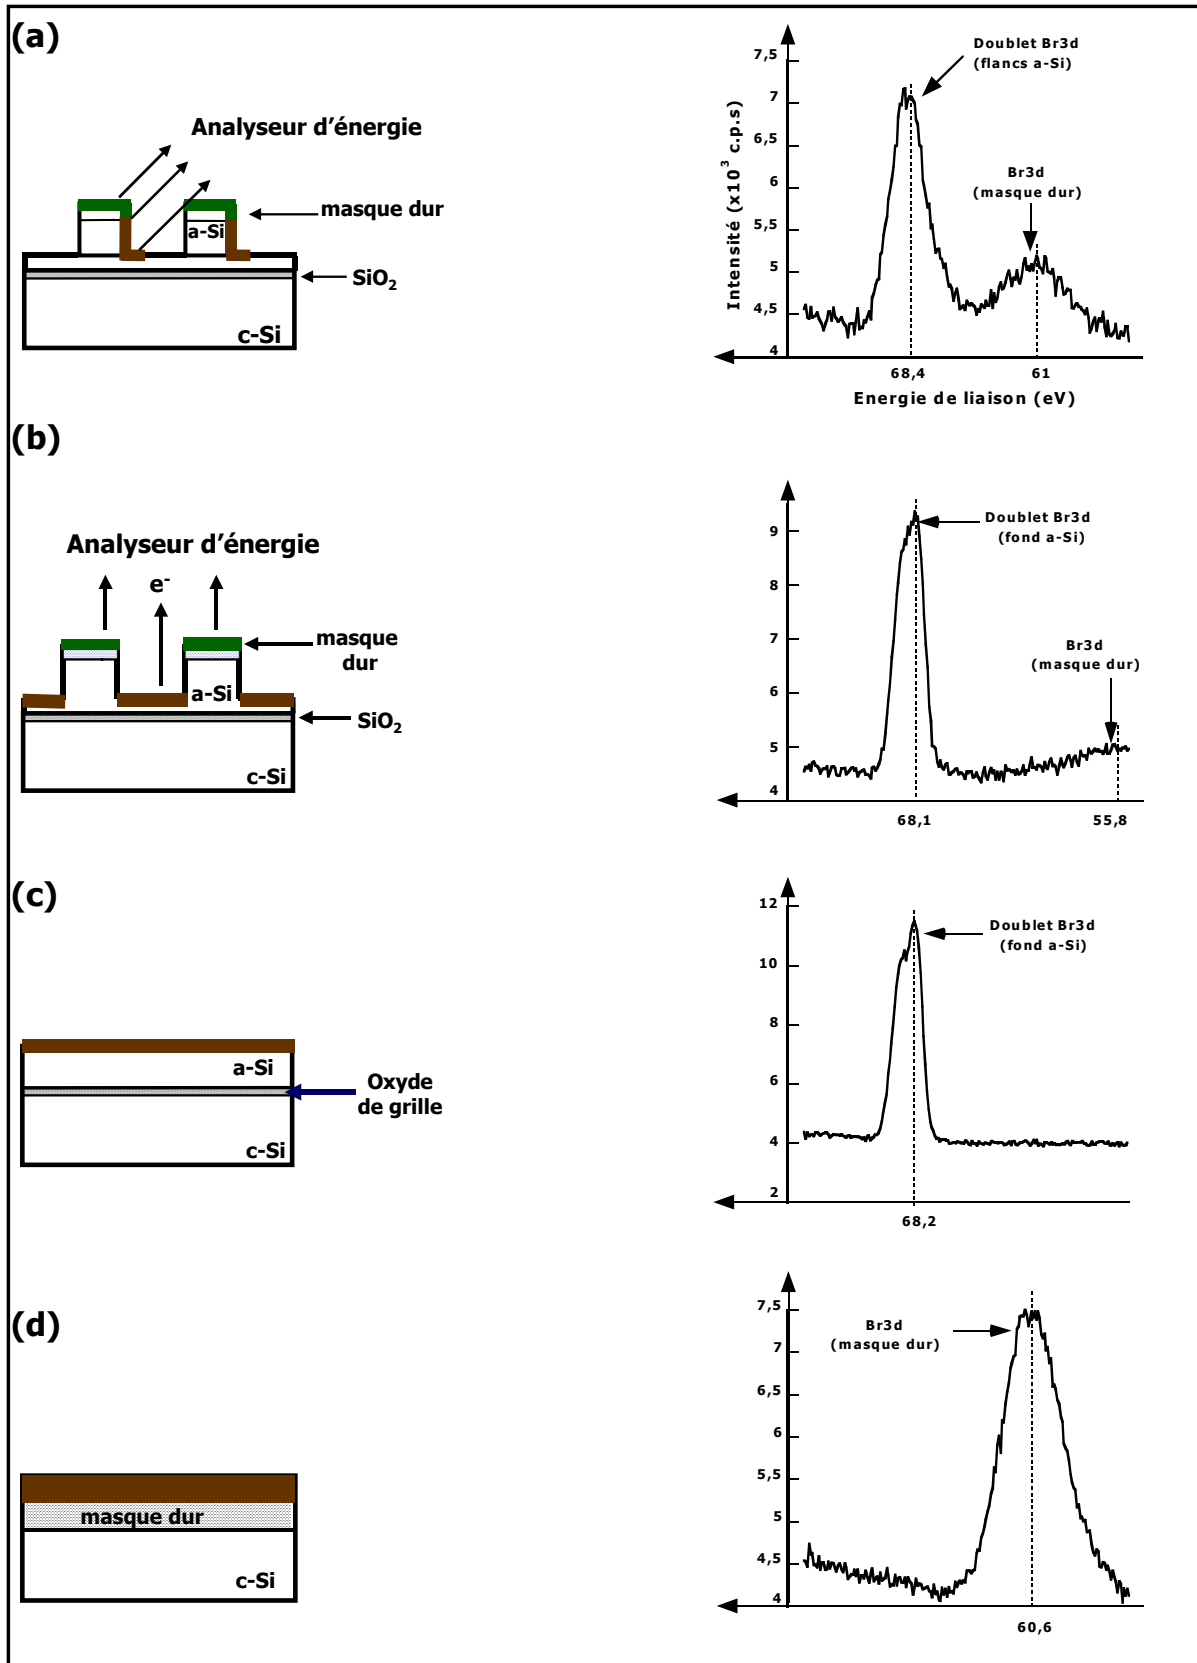 (a)
Analyseur d’énergie
masque dur
a-Si
SiO2
c-Si
7,5
7
6,5
6
5,5
5
4,5
4
Intensité (x10³ c.p.s)
Doublet Br3d
(flancs a-Si)
Br3d
(masque dur)
68,4
61
Energie de liaison (eV)
(b)
Analyseur d’énergie
e-
masque
dur
a-Si
SiO2
c-Si
9
8
7
6
5
4
Doublet Br3d
(fond a-Si)
Br3d
(masque dur)
68,1
55,8
(c)
a-Si
Oxyde
de grille
c-Si
12
10
8
6
4
2
Doublet Br3d
(fond a-Si)
68,2
(d)
masque dur
c-Si
7,5
7
6,5
6
5,5
5
4,5
4
Br3d
(masque dur)
60,6